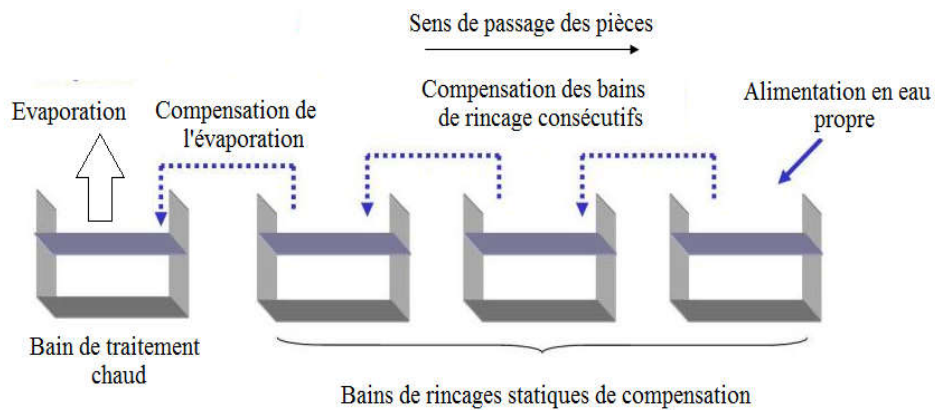 Sens de passage des pièces
Evaporation
Compensation de
l'évaporation
Compensation des bains
de rincage consécutifs
Alimentation en eau
propre
Bain de traitement
chaud
Bains de rincages statiques de compensation